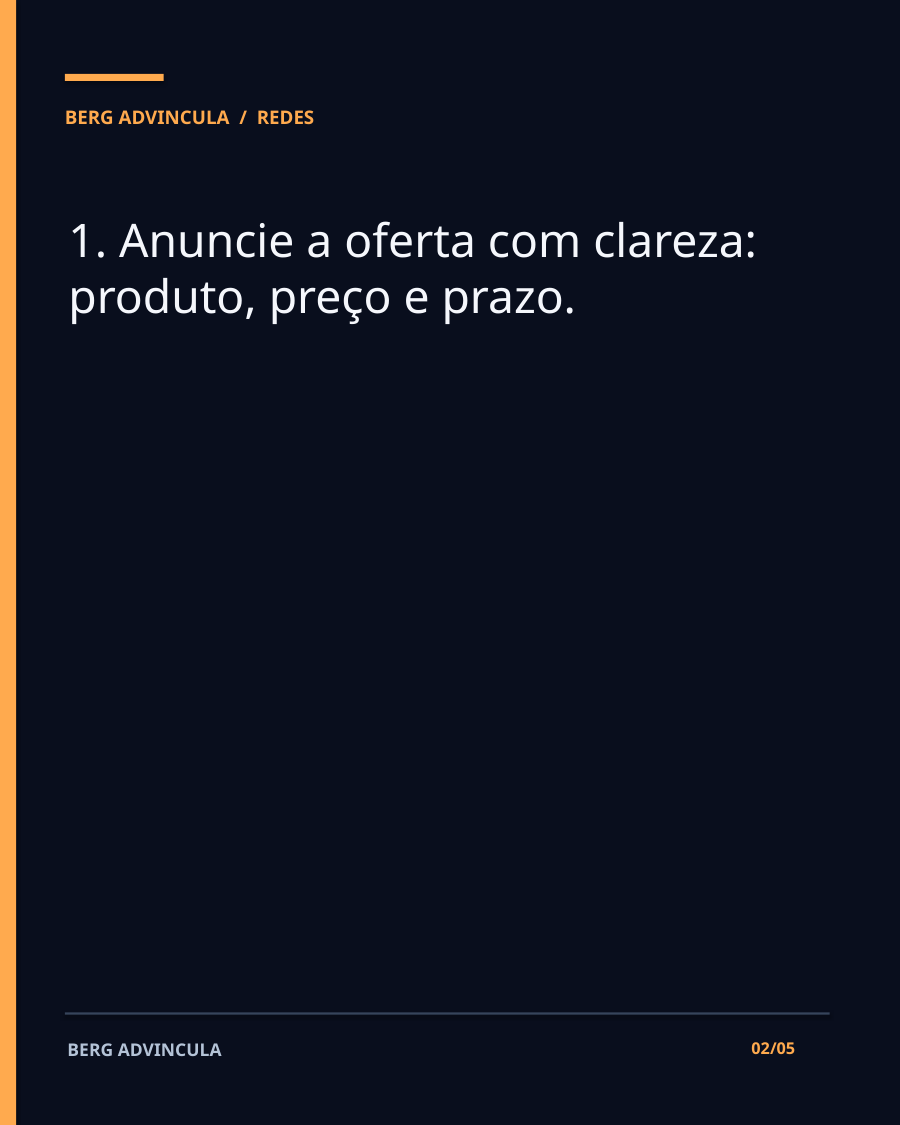 BERG ADVINCULA / REDES
1. Anuncie a oferta com clareza:
produto, preço e prazo.
BERG ADVINCULA
02/05